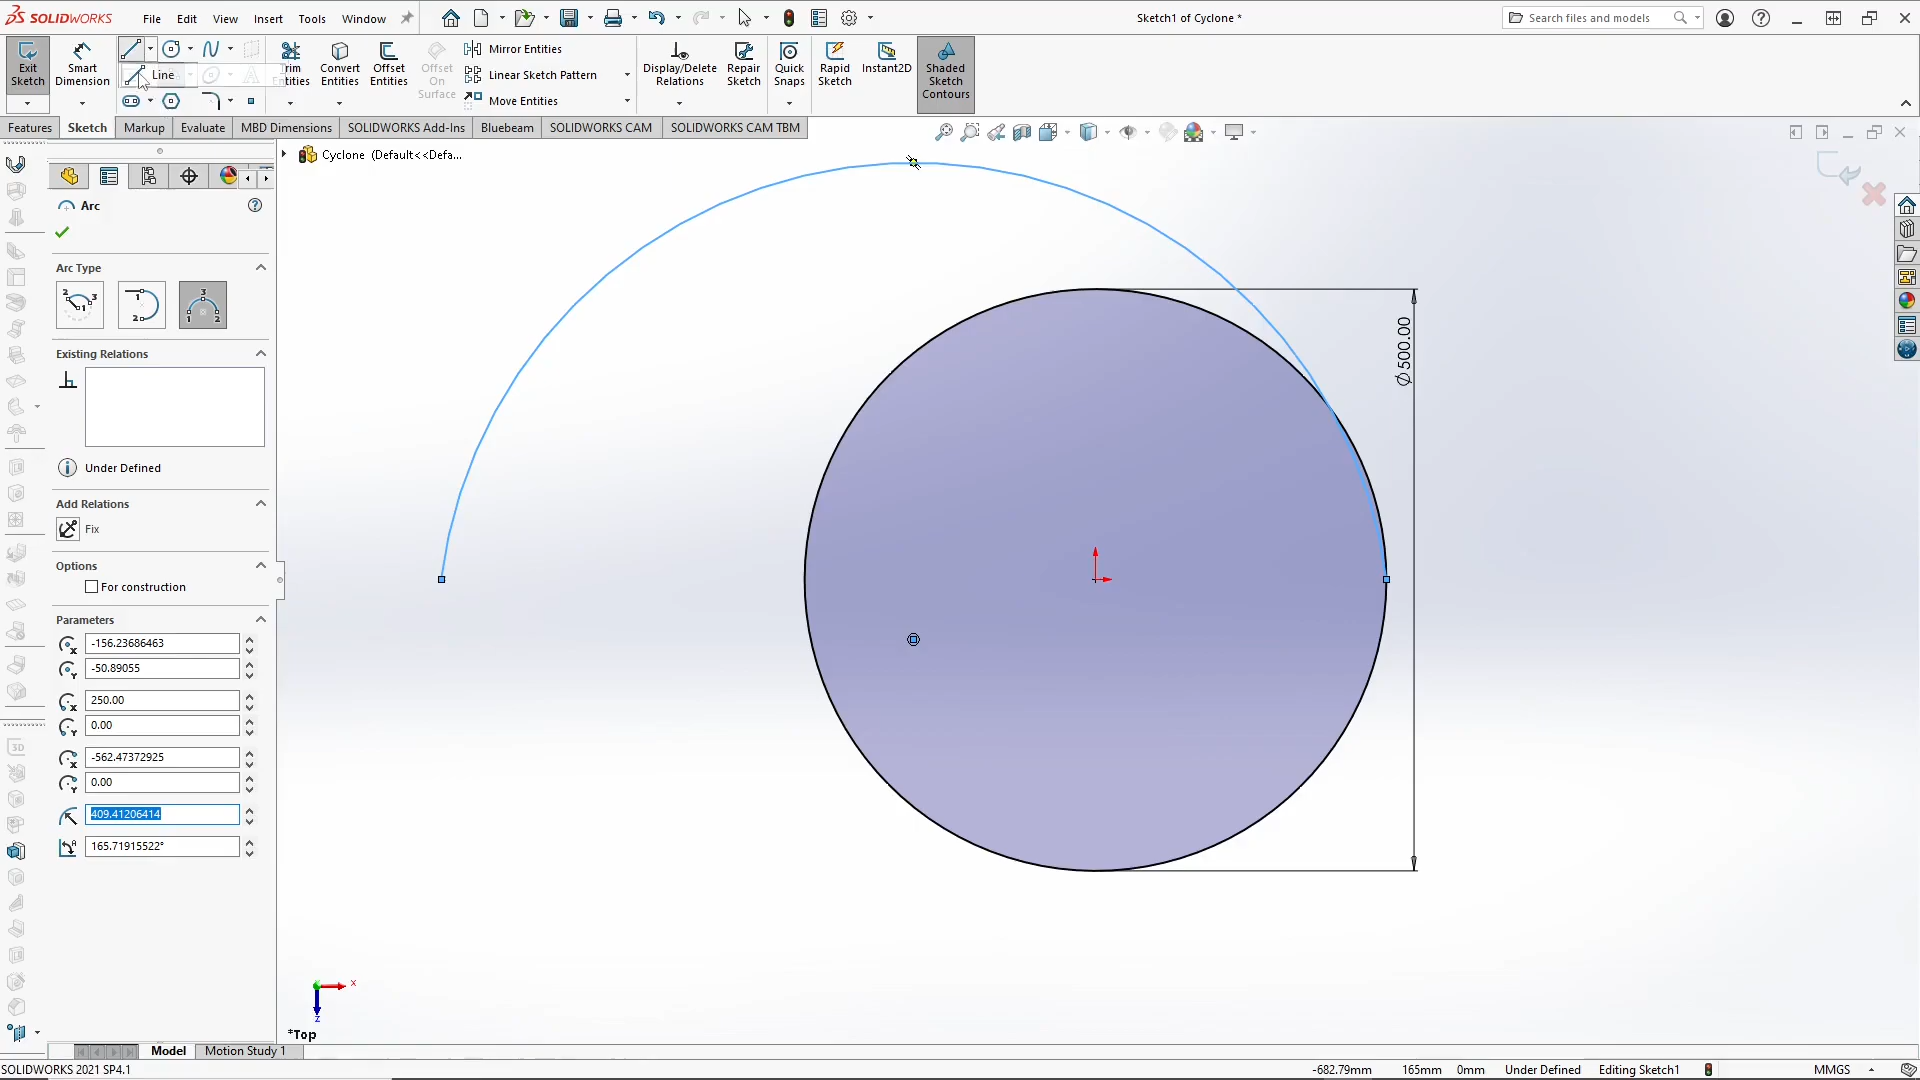 SOLIDWORKS
File Edit View Insert Tools Window
Sketch1 of Cyclone *
Search files and models
Exit Sketch
Smart Dimension
Line
Convert Entities
Offset Entities
Offset On Surface
Mirror Entities
Linear Sketch Pattern
Move Entities
Display/Delete Relations
Repair Sketch
Quick Snaps
Rapid Sketch
Instant2D
Shaded Sketch Contours
Features Sketch Markup Evaluate MBD Dimensions SOLIDWORKS Add-Ins Bluebeam SOLIDWORKS CAM SOLIDWORKS CAM TBM
Cyclone (Default<<Defa...
Arc
Arc Type
Existing Relations
Under Defined
Add Relations
Fix
Options
For construction
Parameters
-156.23686463
-50.89055
250.00
0.00
-562.47372925
0.00
409.41206414
165.71915522°
∅ 500.00
x
z
*Top
Model Motion Study 1
SOLIDWORKS 2021 SP4.1
-682.79mm 165mm 0mm Under Defined Editing Sketch1 MMGS